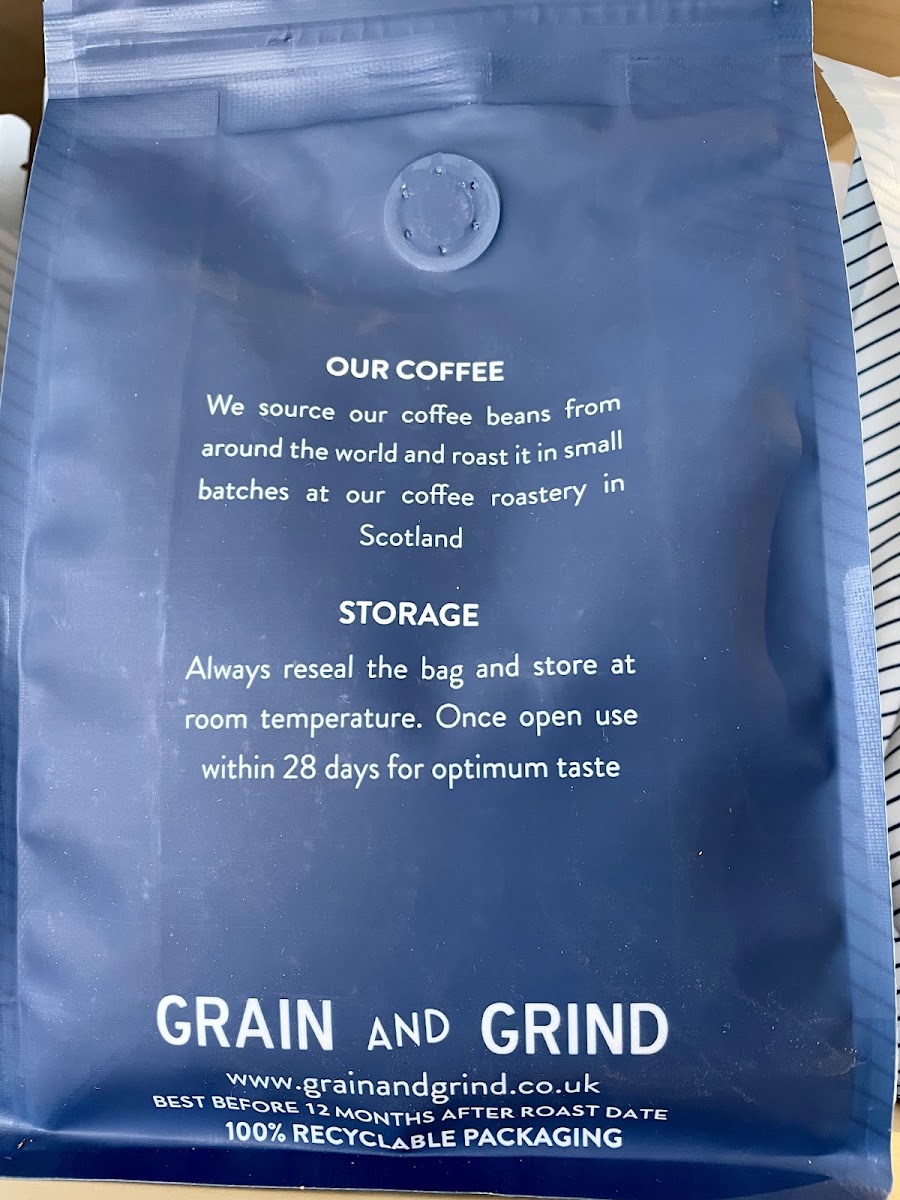 OUR COFFEE
We source our coffee beans from
around the world and roast it in small
batches at our coffee roastery in
Scotland
STORAGE
Always reseal the bag and store at
room temperature. Once open use
within 28 days for optimum taste
GRAIN AND GRIND
www.grainandgrind.co.uk
BEST BEFORE 12 MONTHS AFTER ROAST DATE
100% RECYCLABLE PACKAGING